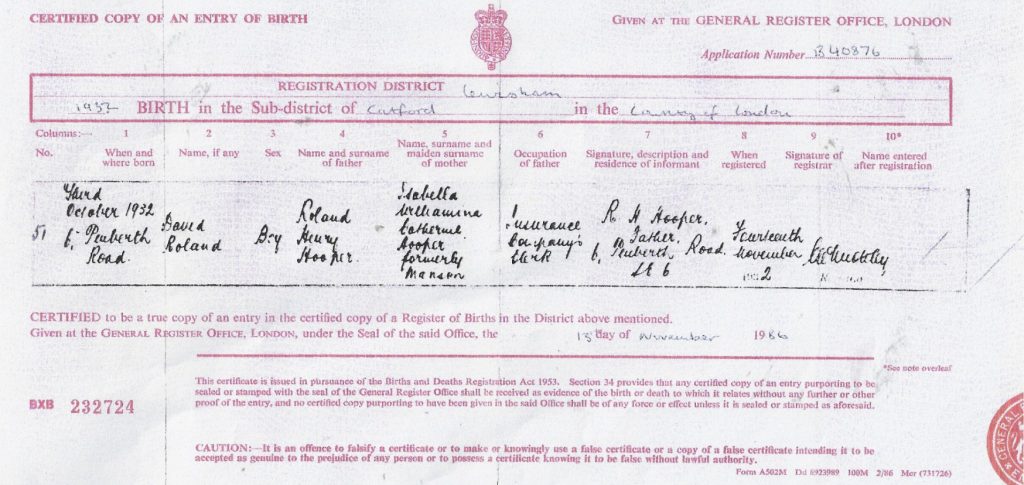 CERTIFIED COPY OF AN ENTRY OF BIRTH
GIVEN AT THE GENERAL REGISTER OFFICE, LONDON
Application Number B 40876
REGISTRATION DISTRICT Lewisham
1932 BIRTH in the Sub-district of Catford in the County of London
Columns:— 1 2 3 4 5 6 7 8 9 10*
No. When and where born Name, if any Sex Name and surname of father Name, surname and maiden surname of mother Occupation of father Signature, description and residence of informant When registered Signature of registrar Name entered after registration
51
Third
October 1932
6, Penberth
Road.
David
Roland
Boy
Roland
Henry
Hooper.
Isabella
Williamina
Catherine
Hooper
formerly
Manson
Insurance
Company's
Clerk
R H Hooper.
Father.
6, Penberth Road.
SE 6
Fourteenth
November
2
CERTIFIED to be a true copy of an entry in the certified copy of a Register of Births in the District above mentioned.
Given at the GENERAL REGISTER OFFICE, LONDON, under the Seal of the said Office, the 13th day of November 1986
*See note overleaf
This certificate is issued in pursuance of the Births and Deaths Registration Act 1953. Section 34 provides that any certified copy of an entry purporting to be
sealed or stamped with the seal of the General Register Office shall be received as evidence of the birth or death to which it relates without any further or other
proof of the entry, and no certified copy purporting to have been given in the said Office shall be of any force or effect unless it is sealed or stamped as aforesaid.
BXB 232724
CAUTION:—It is an offence to falsify a certificate or to make or knowingly use a false certificate or a copy of a false certificate intending it to be
accepted as genuine to the prejudice of any person or to possess a certificate knowing it to be false without lawful authority.
Form A502M Dd 8923989 100M 2/86 Mcr (731726)